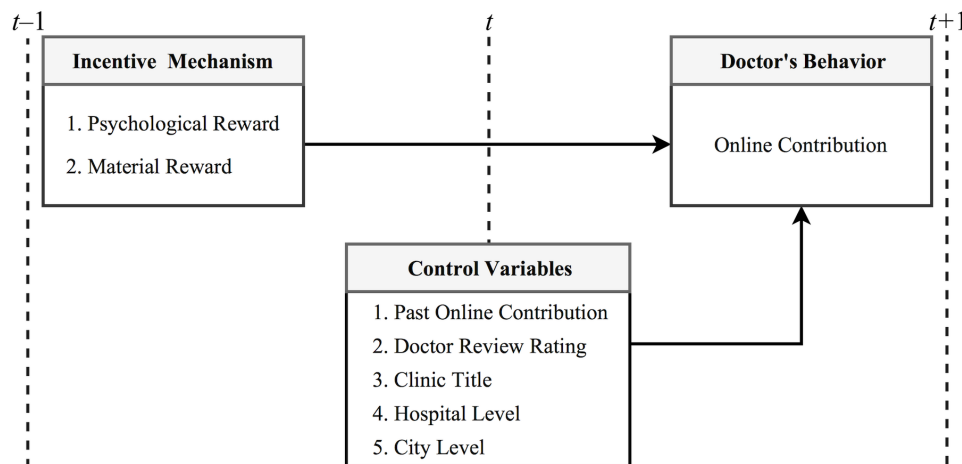 t–1
t
t+1
Incentive Mechanism
1. Psychological Reward
2. Material Reward
Doctor's Behavior
Online Contribution
Control Variables
1. Past Online Contribution
2. Doctor Review Rating
3. Clinic Title
4. Hospital Level
5. City Level